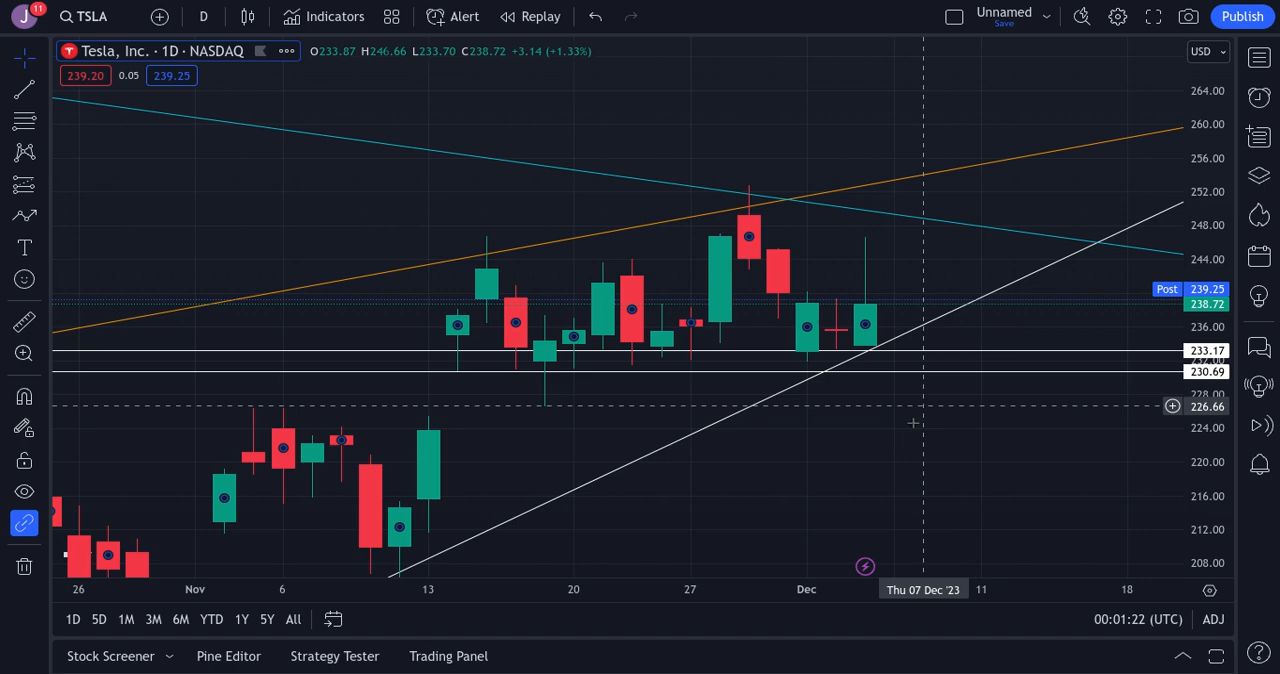 J 11 TSLA D Indicators Alert Replay Unnamed Save Publish
Tesla, Inc. · 1D · NASDAQ O233.87 H246.66 L233.70 C238.72 +3.14 (+1.33%) USD
239.20 0.05 239.25
264.00
260.00
256.00
252.00
248.00
244.00
Post 239.25
238.72
236.00
233.17
232.00
230.69
228.00
226.66
224.00
220.00
216.00
212.00
208.00
26 Nov 6 13 20 27 Dec Thu 07 Dec '23 11 18
1D 5D 1M 3M 6M YTD 1Y 5Y All 00:01:22 (UTC) ADJ
Stock Screener Pine Editor Strategy Tester Trading Panel